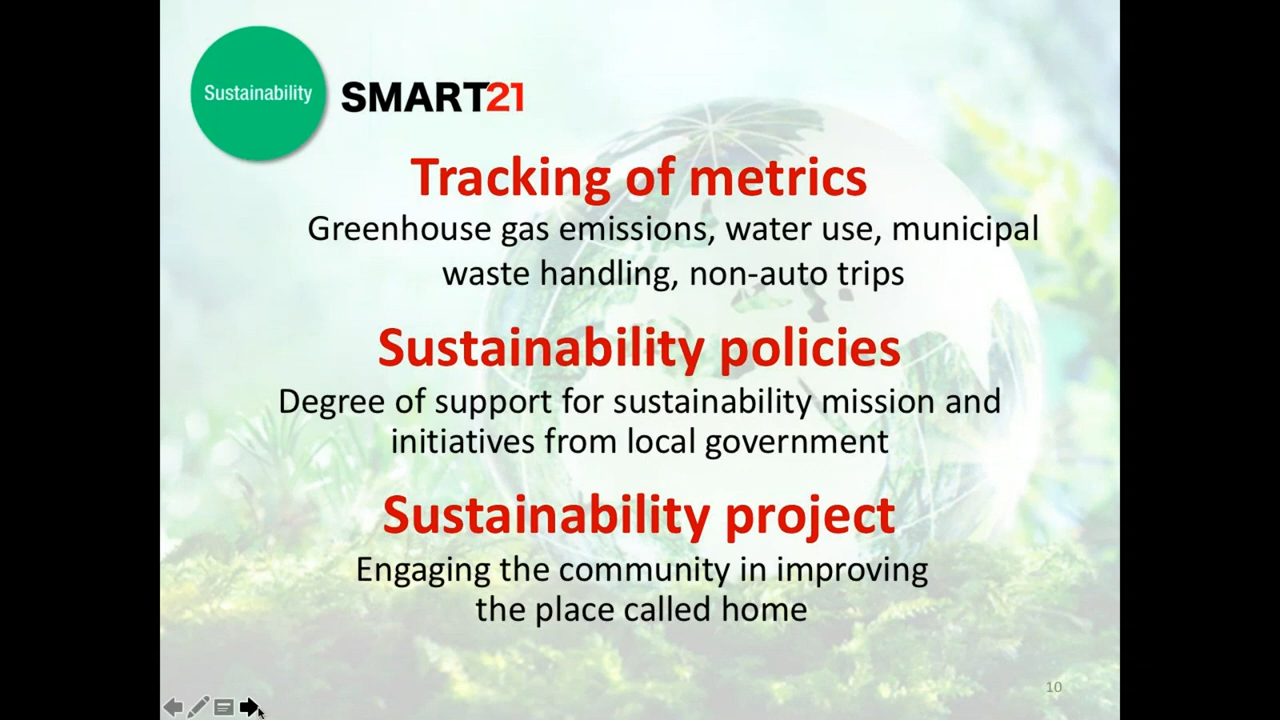 Sustainability
SMART21
Tracking of metrics
Greenhouse gas emissions, water use, municipal
waste handling, non-auto trips
Sustainability policies
Degree of support for sustainability mission and
initiatives from local government
Sustainability project
Engaging the community in improving
the place called home
10